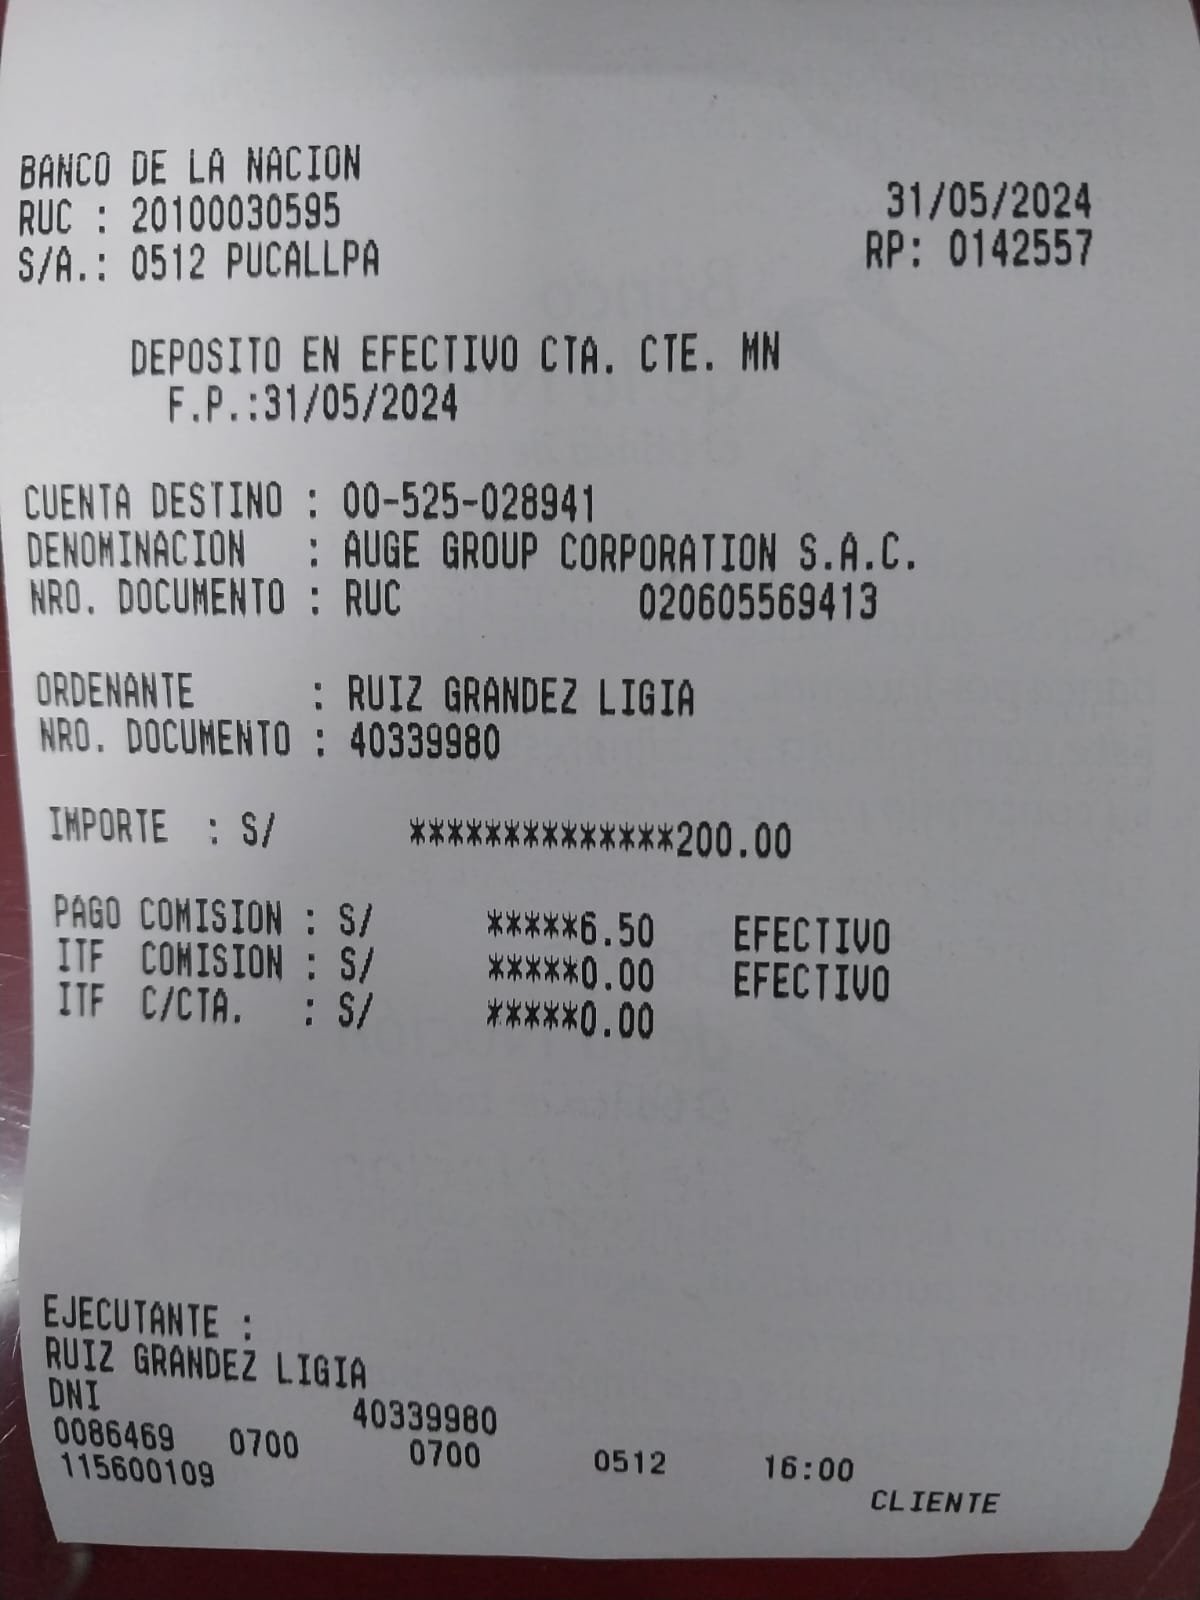 BANCO DE LA NACION
RUC : 20100030595 31/05/2024
S/A.: 0512 PUCALLPA RP: 0142557
DEPOSITO EN EFECTIVO CTA. CTE. MN
F.P.:31/05/2024
CUENTA DESTINO : 00-525-028941
DENOMINACION : AUGE GROUP CORPORATION S.A.C.
NRO. DOCUMENTO : RUC 020605569413
ORDENANTE : RUIZ GRANDEZ LIGIA
NRO. DOCUMENTO : 40339980
IMPORTE : S/ **************200.00
PAGO COMISION : S/ *****6.50 EFECTIVO
ITF COMISION : S/ *****0.00 EFECTIVO
ITF C/CTA. : S/ *****0.00
EJECUTANTE :
RUIZ GRANDEZ LIGIA
DNI 40339980
0086469 0700 0700 0512 16:00
115600109
CLIENTE